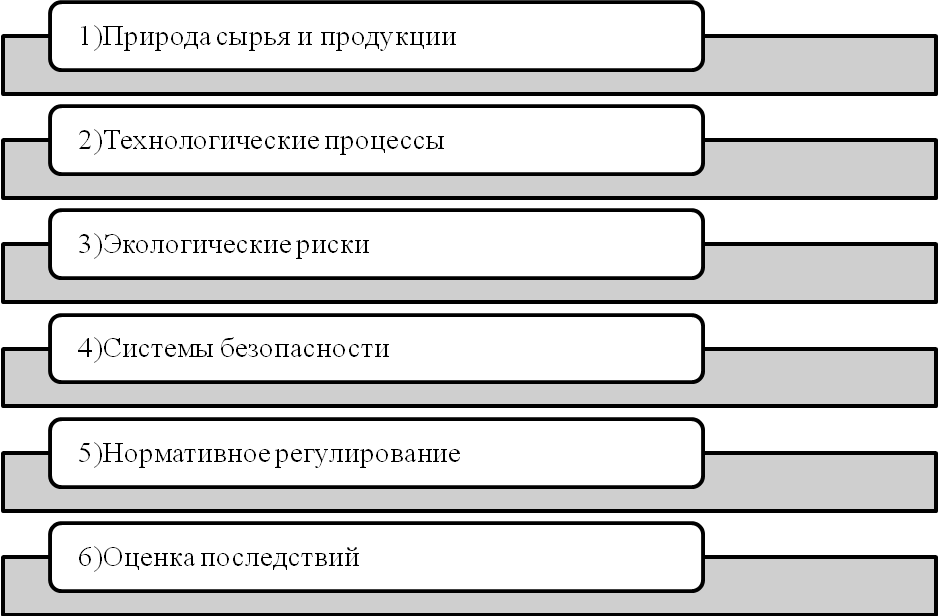 1)Природа сырья и продукции
2)Технологические процессы
3)Экологические риски
4)Системы безопасности
5)Нормативное регулирование
6)Оценка последствий